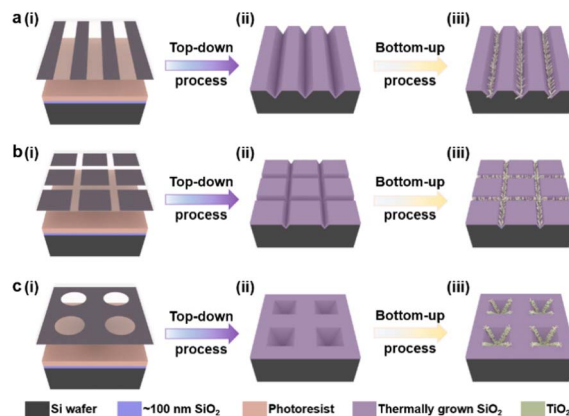 a (i) Top-down process (ii) Bottom-up process (iii)
b (i) Top-down process (ii) Bottom-up process (iii)
c (i) Top-down process (ii) Bottom-up process (iii)
Si wafer ~100 nm SiO₂ Photoresist Thermally grown SiO₂ TiO₂